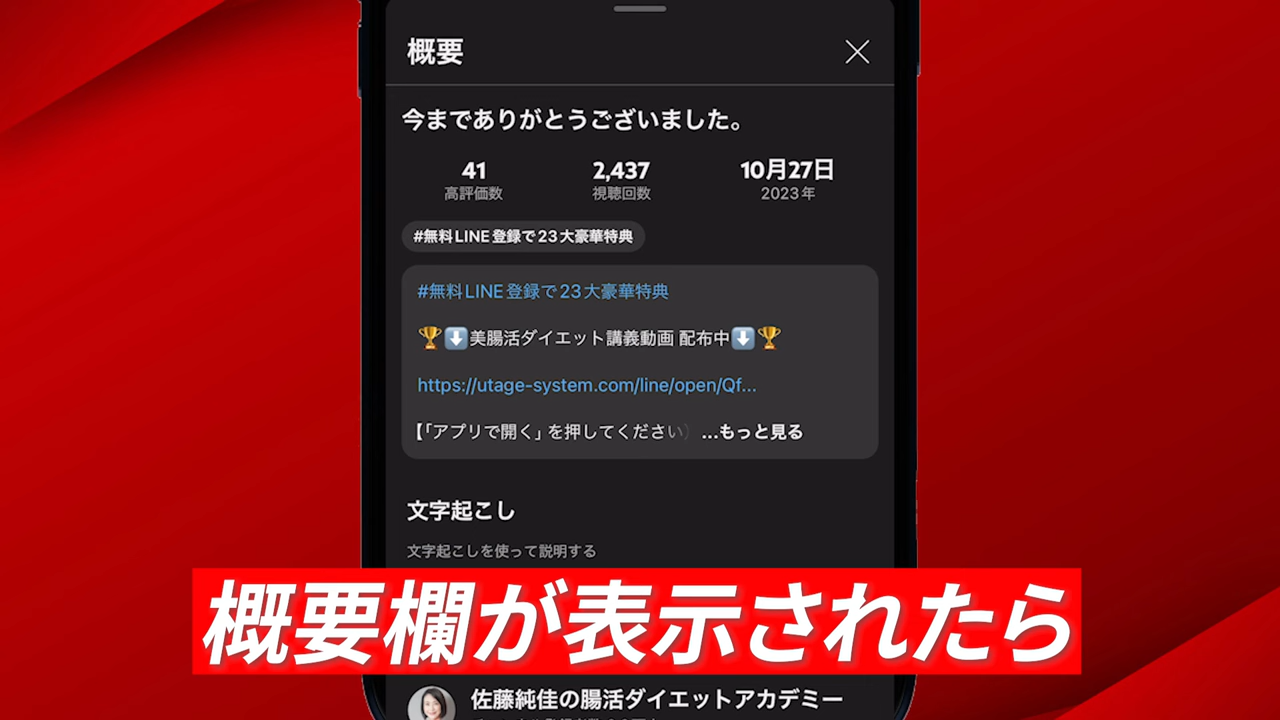 概要
今までありがとうございました。
41 2,437 10月27日
高評価数 視聴回数 2023年
#無料LINE登録で23大豪華特典
#無料LINE登録で23大豪華特典
🏆⬇️美腸活ダイエット講義動画 配布中⬇️🏆
https://utage-system.com/line/open/Qf...
【「アプリで開く」を押してください） ...もっと見る
文字起こし
文字起こしを使って説明する
概要欄が表示されたら
佐藤純佳の腸活ダイエットアカデミー